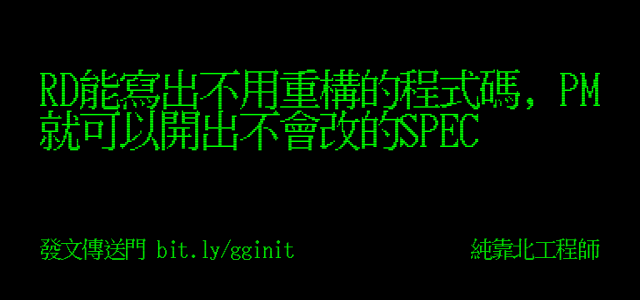 RD能寫出不用重構的程式碼, PM
就可以開出不會改的SPEC
發文傳送門 bit.ly/gginit
純靠北工程師